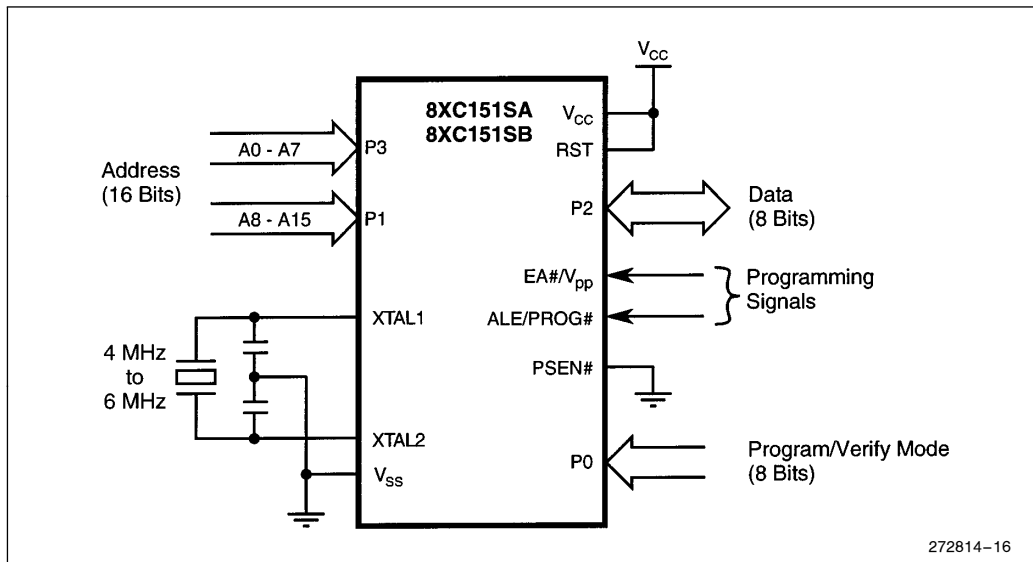 V_CC
8XC151SA
8XC151SB
V_CC
RST
Address
(16 Bits)
A0 - A7
P3
A8 - A15
P1
P2
Data
(8 Bits)
EA#/V_pp
ALE/PROG#
Programming
Signals
PSEN#
XTAL1
4 MHz
to
6 MHz
XTAL2
V_SS
P0
Program/Verify Mode
(8 Bits)
272814–16